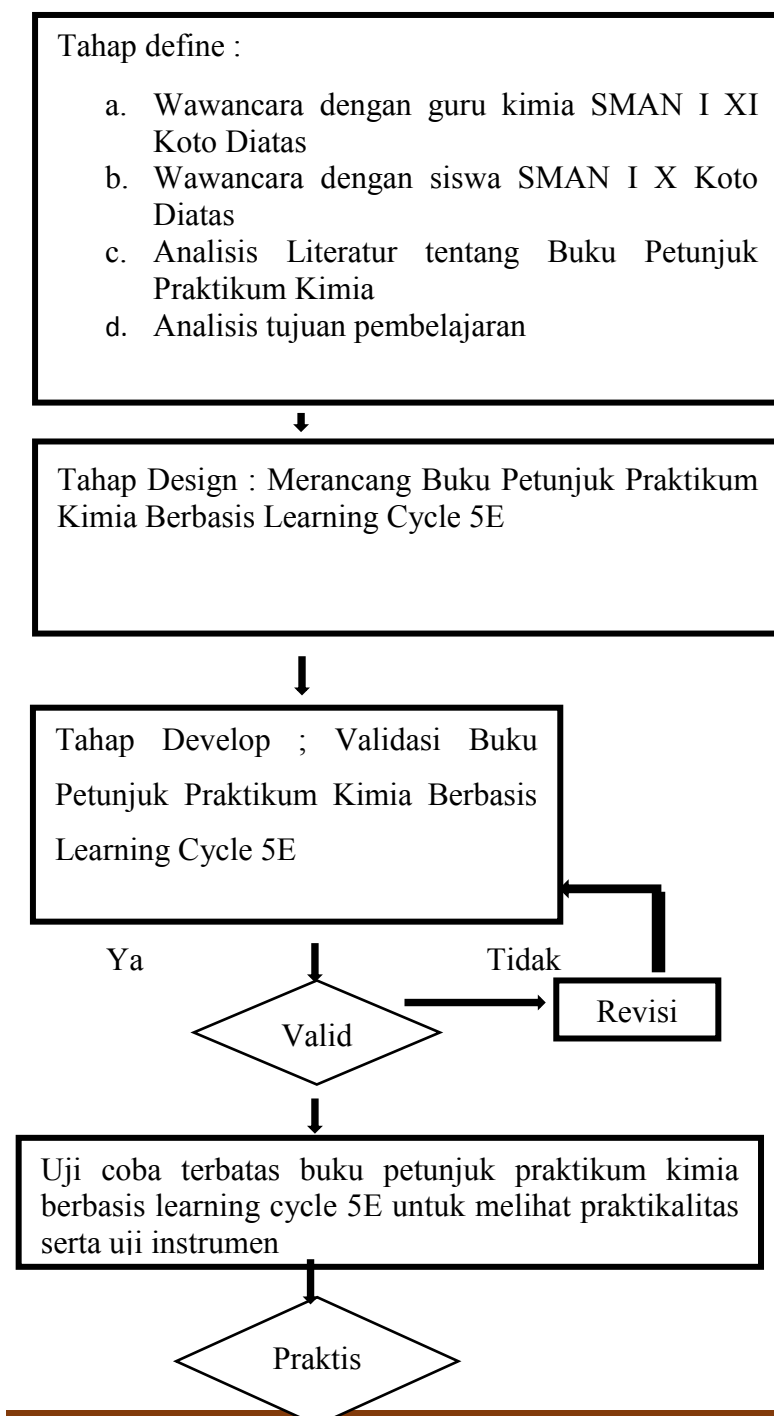 Tahap define :
a. Wawancara dengan guru kimia SMAN I XI
Koto Diatas
b. Wawancara dengan siswa SMAN I X Koto
Diatas
c. Analisis Literatur tentang Buku Petunjuk
Praktikum Kimia
d. Analisis tujuan pembelajaran
Tahap Design : Merancang Buku Petunjuk Praktikum
Kimia Berbasis Learning Cycle 5E
Tahap Develop ; Validasi Buku
Petunjuk Praktikum Kimia Berbasis
Learning Cycle 5E
Ya
Tidak
Valid
Revisi
Uji coba terbatas buku petunjuk praktikum kimia
berbasis learning cycle 5E untuk melihat praktikalitas
serta uji instrumen
Praktis